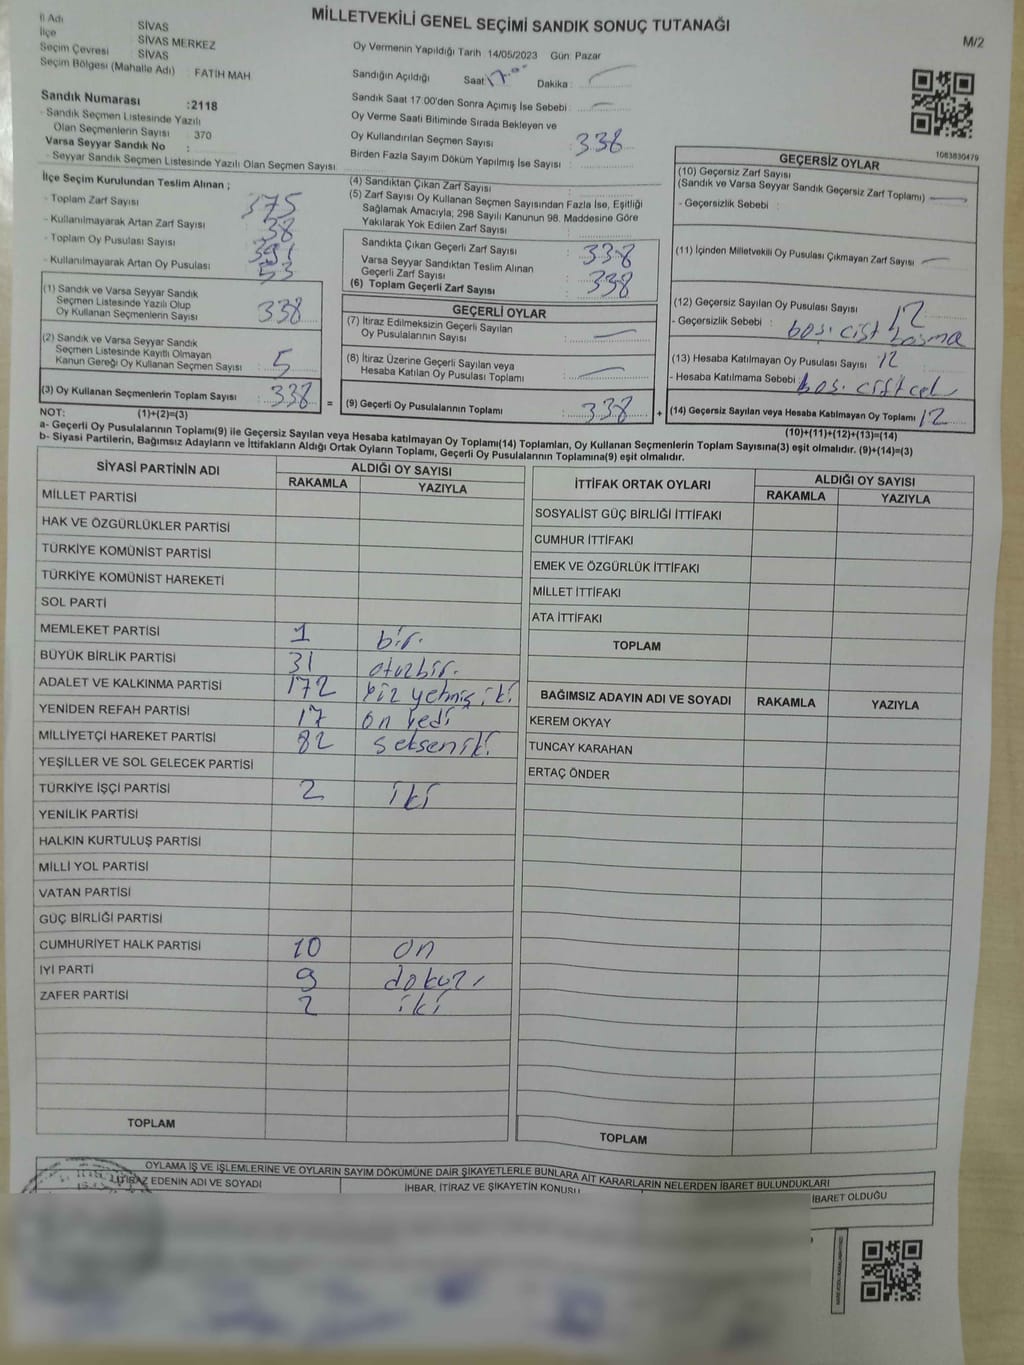 MİLLETVEKİLİ GENEL SEÇİMİ SANDIK SONUÇ TUTANAĞI
M/2
İl Adı SİVAS
İlçe SİVAS MERKEZ
Seçim Çevresi SİVAS
Seçim Bölgesi (Mahalle Adı) : FATİH MAH
Sandık Numarası :2118
- Sandık Seçmen Listesinde Yazılı
Olan Seçmenlerin Sayısı : 370
Varsa Seyyar Sandık No :
- Seyyar Sandık Seçmen Listesinde Yazılı Olan Seçmen Sayısı
Oy Vermenin Yapıldığı Tarih :14/05/2023 Gün: Pazar
Sandığın Açıldığı Saat 17.00 Dakika :
Sandık Saat 17:00'den Sonra Açımış İse Sebebi :
Oy Verme Saati Bitiminde Sırada Bekleyen ve
Oy Kullandırılan Seçmen Sayısı : 338
Birden Fazla Sayım Döküm Yapılmış İse Sayısı :
İlçe Seçim Kurulundan Teslim Alınan ;
- Toplam Zarf Sayısı : 375
- Kullanılmayarak Artan Zarf Sayısı : 38
- Toplam Oy Pusulası Sayısı : 391
- Kullanılmayarak Artan Oy Pusulası : 53
(1) Sandık ve Varsa Seyyar Sandık
Seçmen Listesinde Yazılı Olup
Oy Kullanan Seçmenlerin Sayısı : 338
(2) Sandık ve Varsa Seyyar Sandık
Seçmen Listesinde Kayıtlı Olmayan
Kanun Gereği Oy Kullanan Seçmen Sayısı : 5
(3) Oy Kullanan Seçmenlerin Toplam Sayısı : 338
(4) Sandıktan Çıkan Zarf Sayısı :
(5) Zarf Sayısı Oy Kullanan Seçmen Sayısından Fazla İse, Eşitliği
Sağlamak Amacıyla; 298 Sayılı Kanunun 98. Maddesine Göre
Yakılarak Yok Edilen Zarf Sayısı :
Sandıkta Çıkan Geçerli Zarf Sayısı : 338
Varsa Seyyar Sandıktan Teslim Alınan
Geçerli Zarf Sayısı :
(6) Toplam Geçerli Zarf Sayısı : 338
GEÇERLİ OYLAR
(7) İtiraz Edilmeksizin Geçerli Sayılan
Oy Pusulalarının Sayısı :
(8) İtiraz Üzerine Geçerli Sayılan veya
Hesaba Katılan Oy Pusulası Toplamı :
= (9) Geçerli Oy Pusulalarının Toplamı : 338
1083830479
GEÇERSİZ OYLAR
(10) Geçersiz Zarf Sayısı
(Sandık ve Varsa Seyyar Sandık Geçersiz Zarf Toplamı) :
- Geçersizlik Sebebi :
(11) İçinden Milletvekili Oy Pusulası Çıkmayan Zarf Sayısı :
(12) Geçersiz Sayılan Oy Pusulası Sayısı : 12
- Geçersizlik Sebebi : boş. çift basma
(13) Hesaba Katılmayan Oy Pusulası Sayısı : 12
- Hesaba Katılmama Sebebi : boş.
+ (14) Geçersiz Sayılan veya Hesaba Katılmayan Oy Toplamı : 12
(10)+(11)+(12)+(13)=(14)
NOT: (1)+(2)=(3)
a- Geçerli Oy Pusulalarının Toplamı(9) ile Geçersiz Sayılan veya Hesaba katılmayan Oy Toplamı(14) Toplamları, Oy Kullanan Seçmenlerin Toplam Sayısına(3) eşit olmalıdır. (9)+(14)=(3)
b- Siyasi Partilerin, Bağımsız Adayların ve İttifakların Aldığı Ortak Oyların Toplamı, Geçerli Oy Pusulalarının Toplamına(9) eşit olmalıdır.
SİYASİ PARTİNİN ADI ALDIĞI OY SAYISI
RAKAMLA YAZIYLA
MİLLET PARTİSİ
HAK VE ÖZGÜRLÜKLER PARTİSİ
TÜRKİYE KOMÜNİST PARTİSİ
TÜRKİYE KOMÜNİST HAREKETİ
SOL PARTİ
MEMLEKET PARTİSİ 1 bir.
BÜYÜK BİRLİK PARTİSİ 31 otuzbir.
ADALET VE KALKINMA PARTİSİ 172 yüz yetmiş iki
YENİDEN REFAH PARTİSİ 17 on yedi
MİLLİYETÇİ HAREKET PARTİSİ 82 seksen iki.
YEŞİLLER VE SOL GELECEK PARTİSİ
TÜRKİYE İŞÇİ PARTİSİ 2 iki
YENİLİK PARTİSİ
HALKIN KURTULUŞ PARTİSİ
MİLLİ YOL PARTİSİ
VATAN PARTİSİ
GÜÇ BİRLİĞİ PARTİSİ
CUMHURİYET HALK PARTİSİ 10 on
İYİ PARTİ 9 dokuz
ZAFER PARTİSİ 2 iki
TOPLAM
İTTİFAK ORTAK OYLARI ALDIĞI OY SAYISI
RAKAMLA YAZIYLA
SOSYALİST GÜÇ BİRLİĞİ İTTİFAKI
CUMHUR İTTİFAKI
EMEK VE ÖZGÜRLÜK İTTİFAKI
MİLLET İTTİFAKI
ATA İTTİFAKI
TOPLAM
BAĞIMSIZ ADAYIN ADI VE SOYADI RAKAMLA YAZIYLA
KEREM OKYAY
TUNCAY KARAHAN
ERTAÇ ÖNDER
TOPLAM
OYLAMA İŞ VE İŞLEMLERİNE VE OYLARIN SAYIM DÖKÜMÜNE DAİR ŞİKAYETLERLE BUNLARA AİT KARARLARIN NELERDEN İBARET BULUNDUKLARI
İTİRAZ EDENİN ADI VE SOYADI İHBAR, İTİRAZ VE ŞİKAYETİN KONUSU İBARET OLDUĞU